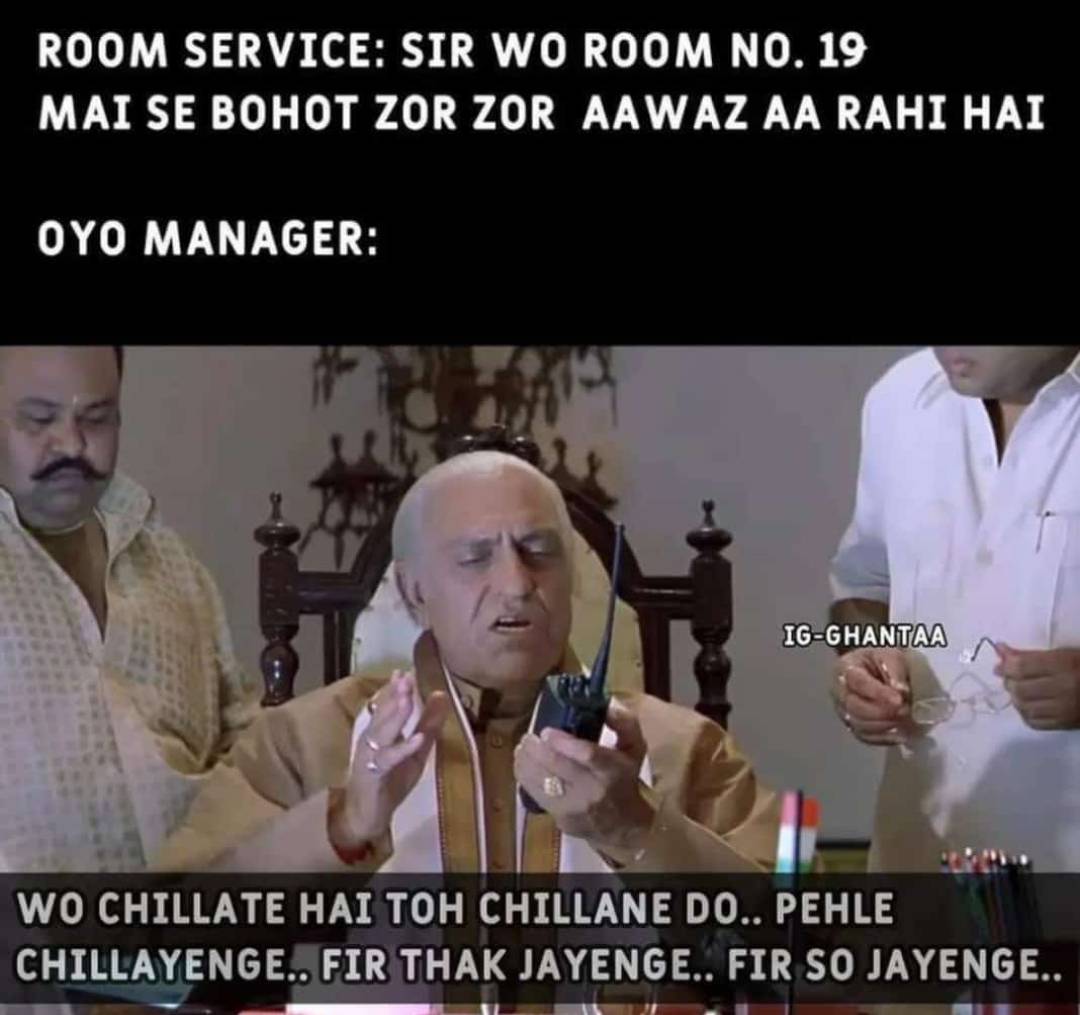 ROOM SERVICE: SIR WO ROOM NO. 19
MAI SE BOHOT ZOR ZOR AAWAZ AA RAHI HAI
OYO MANAGER:
IG-GHANTAA
WO CHILLATE HAI TOH CHILLANE DO.. PEHLE
CHILLAYENGE.. FIR THAK JAYENGE.. FIR SO JAYENGE..